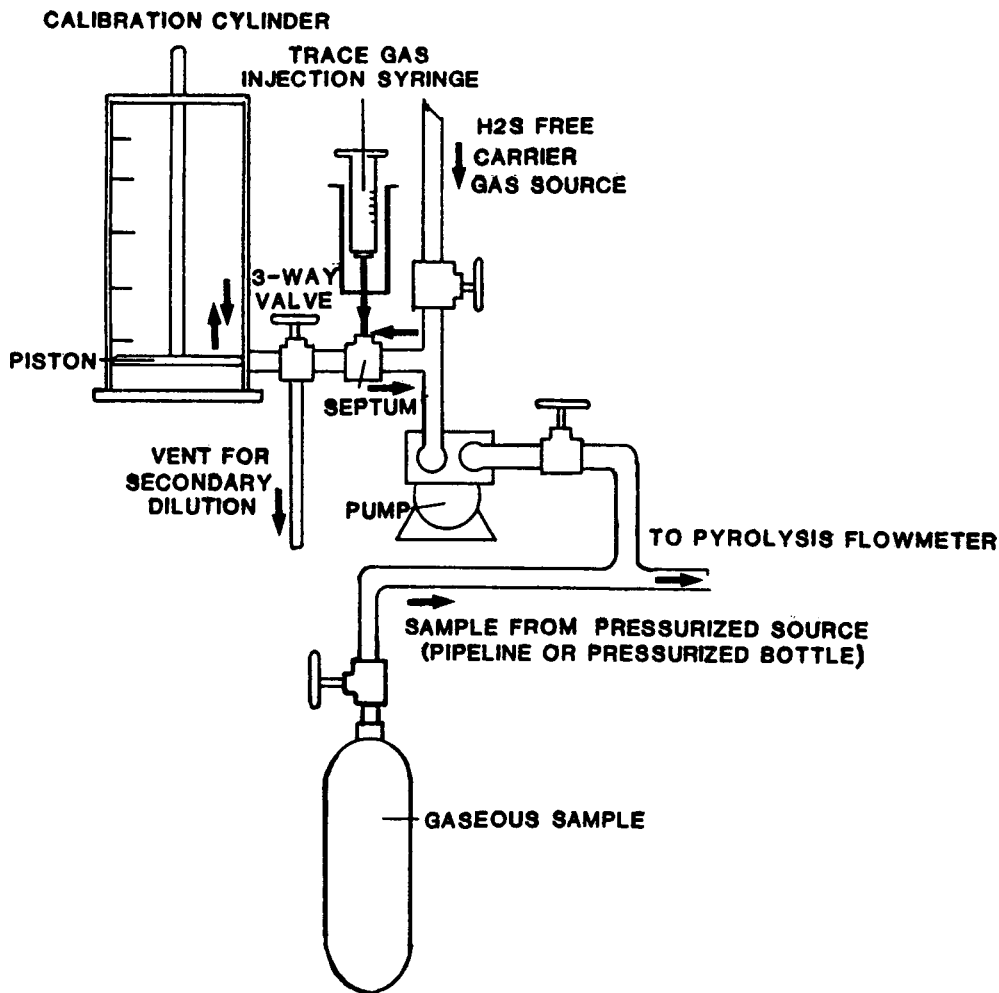 CALIBRATION CYLINDER
TRACE GAS
INJECTION SYRINGE
H2S FREE
CARRIER
GAS SOURCE
3-WAY
VALVE
PISTON
SEPTUM
VENT FOR
SECONDARY
DILUTION
PUMP
TO PYROLYSIS FLOWMETER
SAMPLE FROM PRESSURIZED SOURCE
(PIPELINE OR PRESSURIZED BOTTLE)
GASEOUS SAMPLE